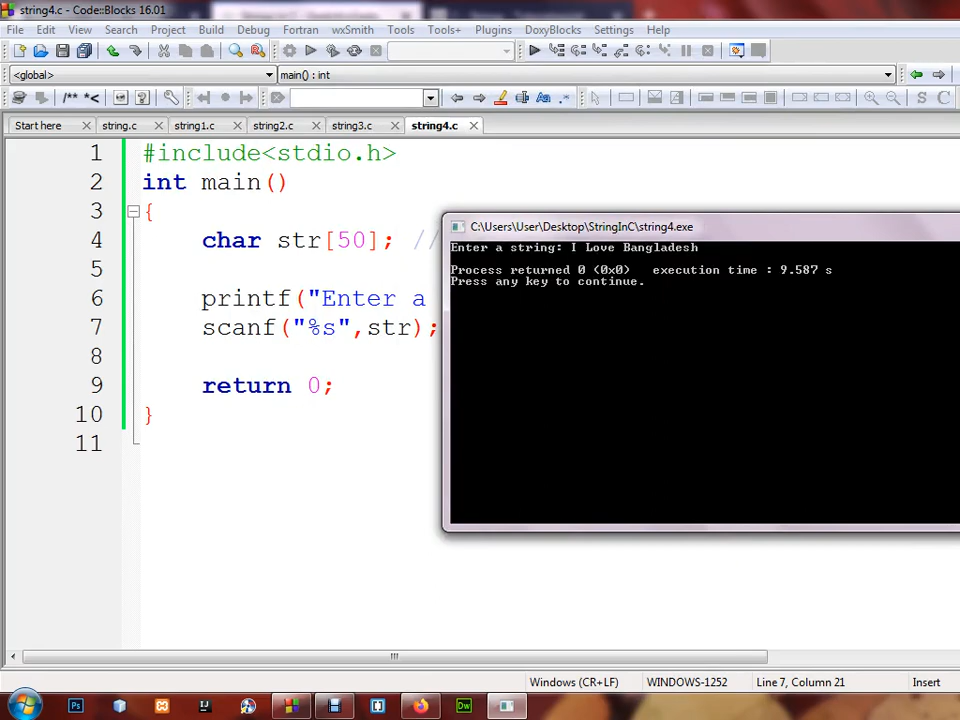 string4.c - Code::Blocks 16.01
File Edit View Search Project Build Debug Fortran wxSmith Tools Tools+ Plugins DoxyBlocks Settings Help
<global> main() : int
/** *<
S C
Start here string.c string1.c string2.c string3.c string4.c
1 #include<stdio.h>
2 int main()
3 {
4 char str[50]; //
5
6 printf("Enter a
7 scanf("%s",str);
8
9 return 0;
10 }
11
C:\Users\User\Desktop\StringInC\string4.exe
Enter a string: I Love Bangladesh
Process returned 0 (0x0) execution time : 9.587 s
Press any key to continue.
Windows (CR+LF) WINDOWS-1252 Line 7, Column 21 Insert
Ps Dw